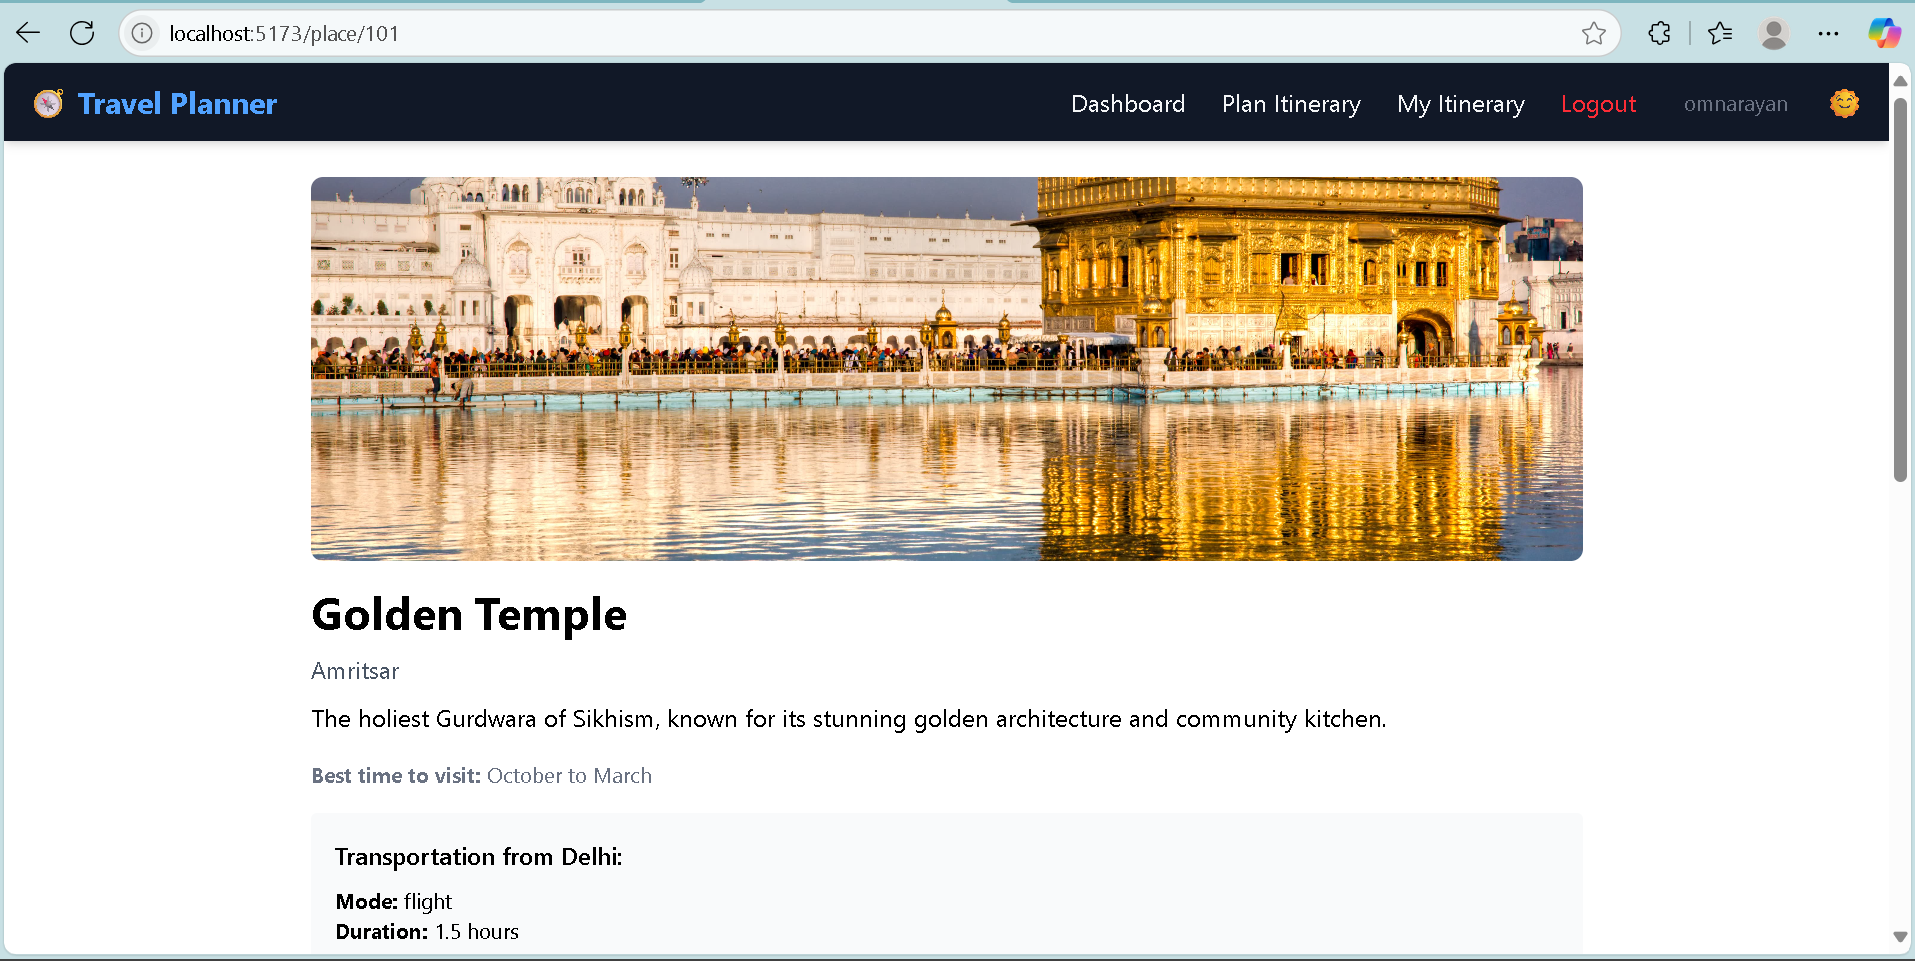 localhost:5173/place/101
Travel Planner
Dashboard
Plan Itinerary
My Itinerary
Logout
omnarayan
Golden Temple
Amritsar
The holiest Gurdwara of Sikhism, known for its stunning golden architecture and community kitchen.
Best time to visit: October to March
Transportation from Delhi:
Mode: flight
Duration: 1.5 hours